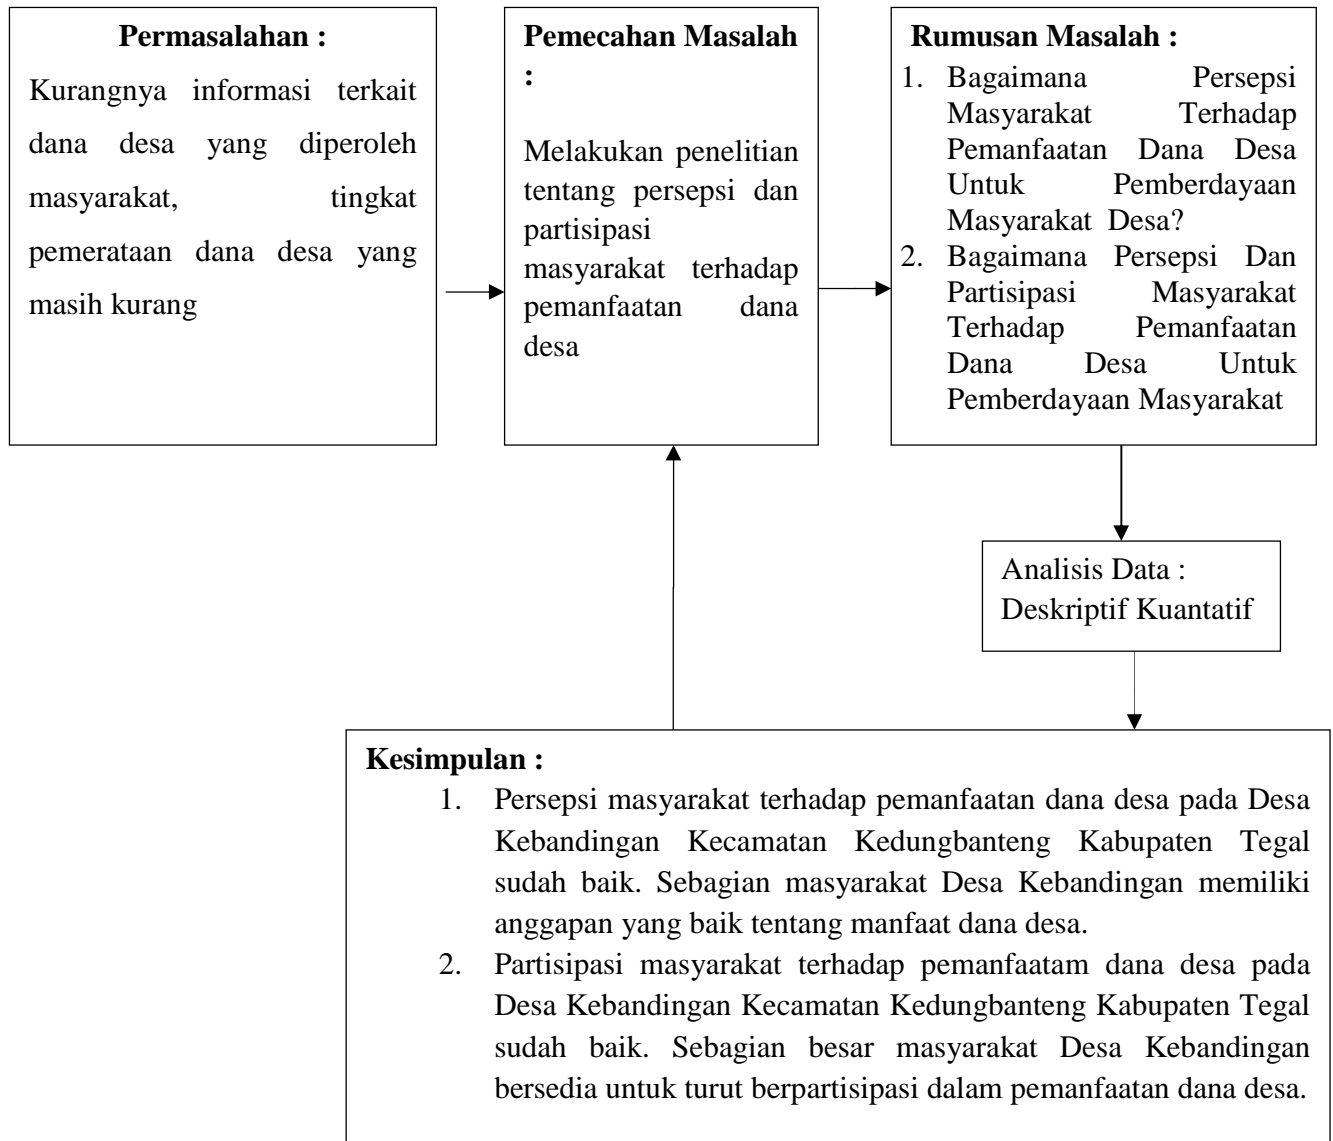 Permasalahan :
Kurangnya informasi terkait
dana desa yang diperoleh
masyarakat, tingkat
pemerataan dana desa yang
masih kurang
Pemecahan Masalah
:
Melakukan penelitian
tentang persepsi dan
partisipasi
masyarakat terhadap
pemanfaatan dana
desa
Rumusan Masalah :
1. Bagaimana Persepsi
Masyarakat Terhadap
Pemanfaatan Dana Desa
Untuk Pemberdayaan
Masyarakat Desa?
2. Bagaimana Persepsi Dan
Partisipasi Masyarakat
Terhadap Pemanfaatan
Dana Desa Untuk
Pemberdayaan Masyarakat
Analisis Data :
Deskriptif Kuantatif
Kesimpulan :
1. Persepsi masyarakat terhadap pemanfaatan dana desa pada Desa
Kebandingan Kecamatan Kedungbanteng Kabupaten Tegal
sudah baik. Sebagian masyarakat Desa Kebandingan memiliki
anggapan yang baik tentang manfaat dana desa.
2. Partisipasi masyarakat terhadap pemanfaatam dana desa pada
Desa Kebandingan Kecamatan Kedungbanteng Kabupaten Tegal
sudah baik. Sebagian besar masyarakat Desa Kebandingan
bersedia untuk turut berpartisipasi dalam pemanfaatan dana desa.